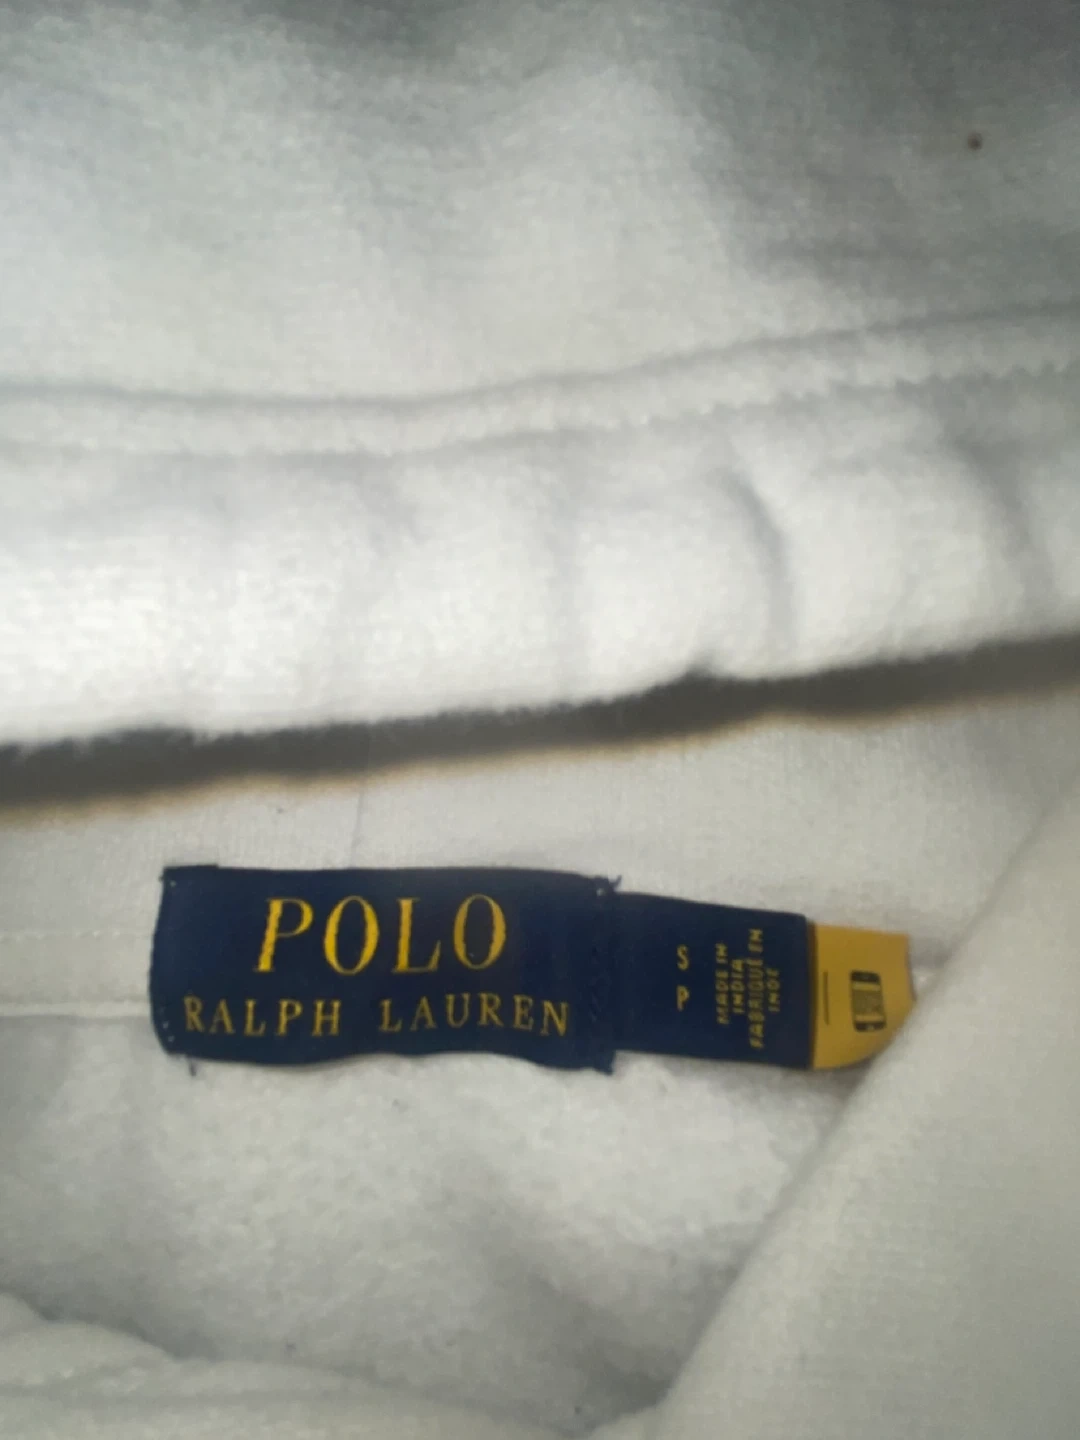 POLO
RALPH LAUREN
S
P
MADE IN
INDIA
FABRIQUÉ EN
INDE